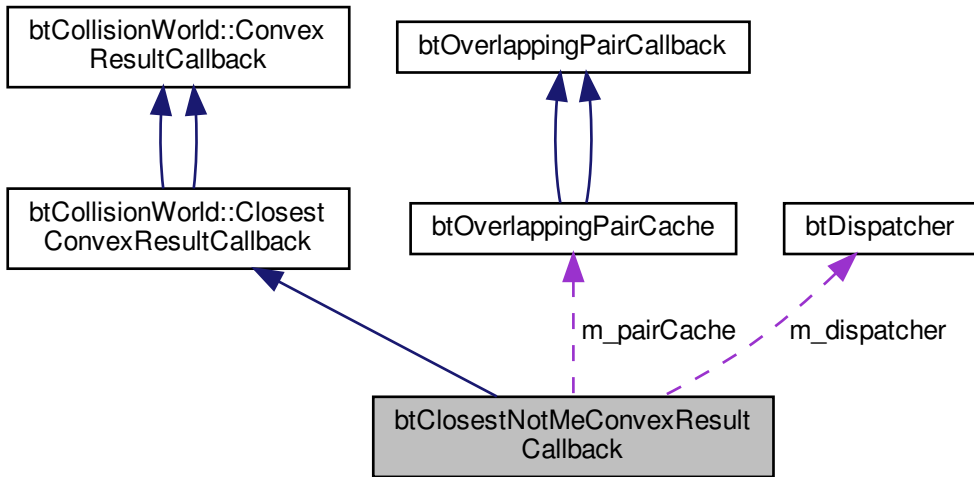 btCollisionWorld::Convex
ResultCallback
btOverlappingPairCallback
btCollisionWorld::Closest
ConvexResultCallback
btOverlappingPairCache
btDispatcher
m_pairCache
m_dispatcher
btClosestNotMeConvexResult
Callback